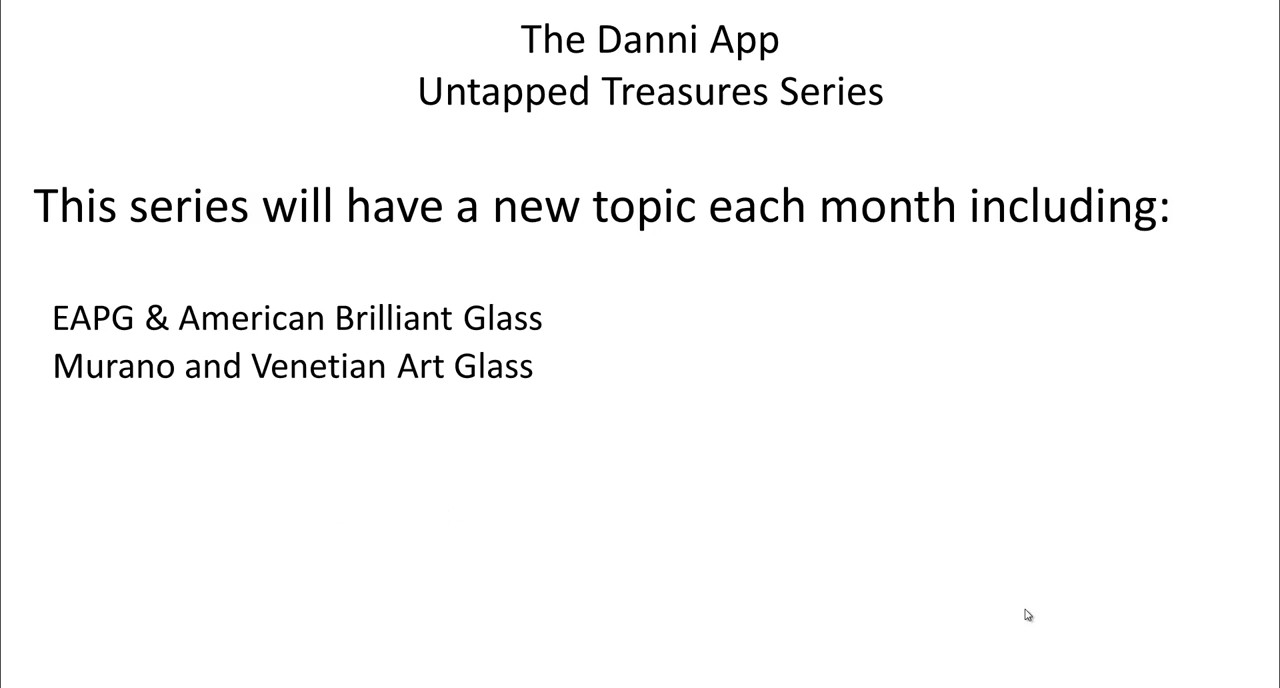 The Danni App
Untapped Treasures Series
This series will have a new topic each month including:
EAPG & American Brilliant Glass
Murano and Venetian Art Glass